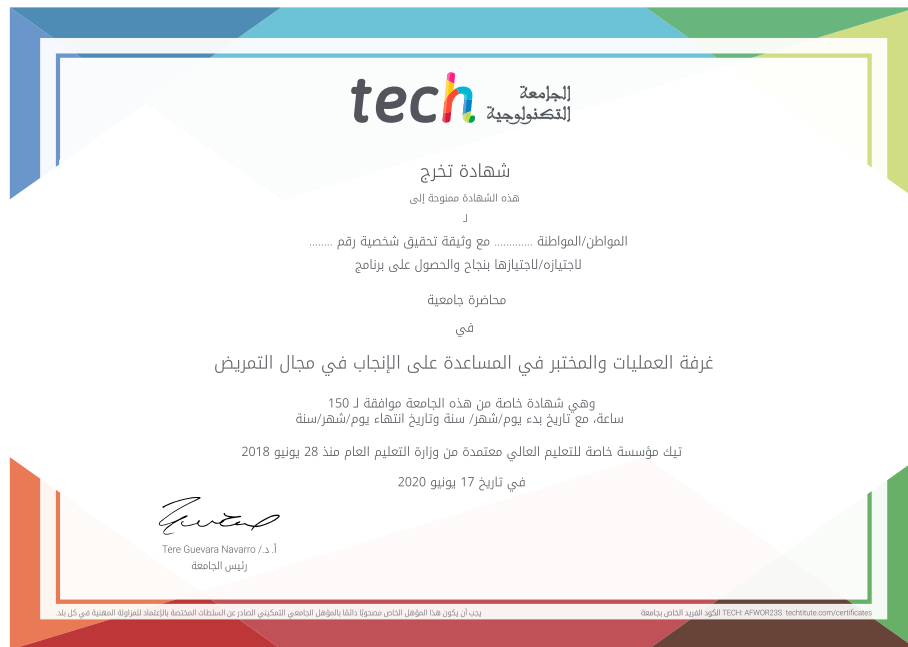 tech
الجامعة
التكنولوجية
شهادة تخرج
هذه الشهادة ممنوحة إلى
لـ
المواطن/المواطنة ............. مع وثيقة تحقيق شخصية رقم ........
لاجتيازه/لاجتيازها بنجاح والحصول على برنامج
محاضرة جامعية
في
غرفة العمليات والمختبر في المساعدة على الإنجاب في مجال التمريض
وهي شهادة خاصة من هذه الجامعة موافقة لـ 150
ساعة، مع تاريخ بدء يوم/شهر/ سنة وتاريخ انتهاء يوم/شهر/سنة
تيك مؤسسة خاصة للتعليم العالي معتمدة من وزارة التعليم العام منذ 28 يونيو 2018
في تاريخ 17 يونيو 2020
أ. د./ Tere Guevara Navarro
رئيس الجامعة
يجب أن يكون هذا المؤهل الخاص مصحوبًا دائمًا بالمؤهل الجامعي التمكيني الصادر عن السلطات المختصة بالإعتماد للمزاولة المهنية في كل بلد.
الكود الفريد الخاص بجامعة TECH: AFWOR23S techtitute.com/certificates